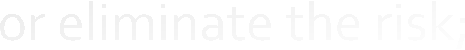 or eliminate the risk;